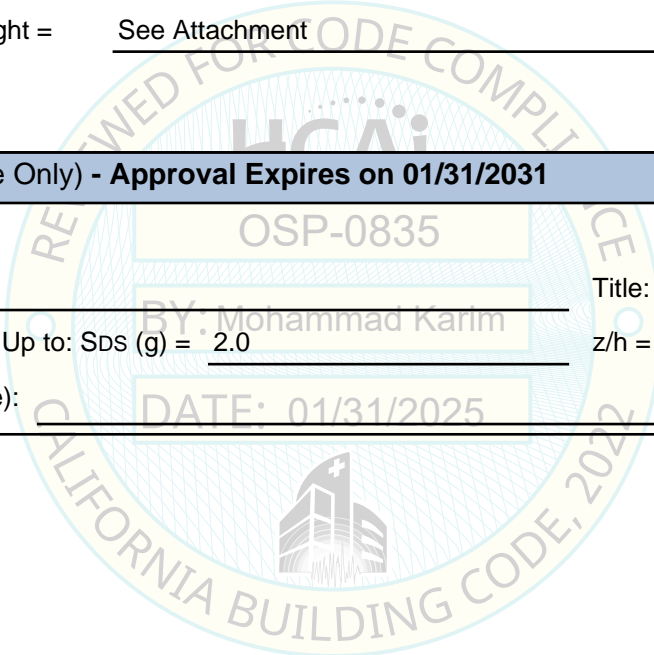 ght = See Attachment
REVIEWED FOR CODE COMPLIANCE
HCAi
e Only) - Approval Expires on 01/31/2031
OSP-0835
Title:
BY: Mohammad Karim
Up to: SDS (g) = 2.0 z/h =
e):
DATE: 01/31/2025
CALIFORNIA BUILDING CODE, 2022